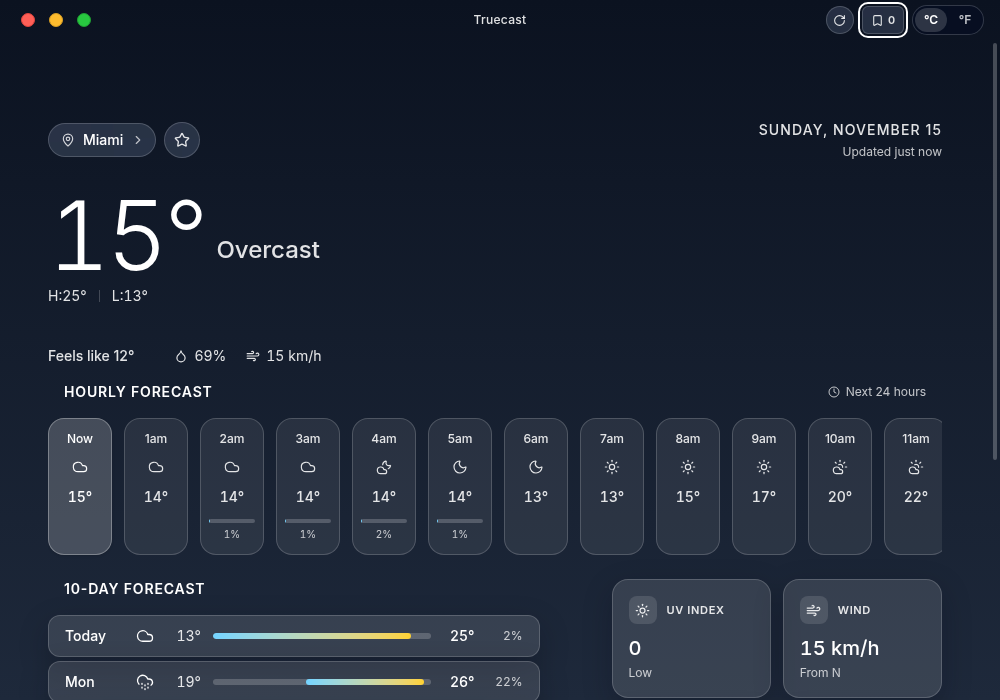 Truecast
0
°C °F
Miami
SUNDAY, NOVEMBER 15
Updated just now
15° Overcast
H:25° L:13°
Feels like 12° 69% 15 km/h
HOURLY FORECAST
Next 24 hours
Now 1am 2am 3am 4am 5am 6am 7am 8am 9am 10am 11am
15° 14° 14° 14° 14° 14° 13° 13° 15° 17° 20° 22°
1% 1% 2% 1%
10-DAY FORECAST
Today 13° 25° 2%
Mon 19° 26° 22%
UV INDEX
0
Low
WIND
15 km/h
From N